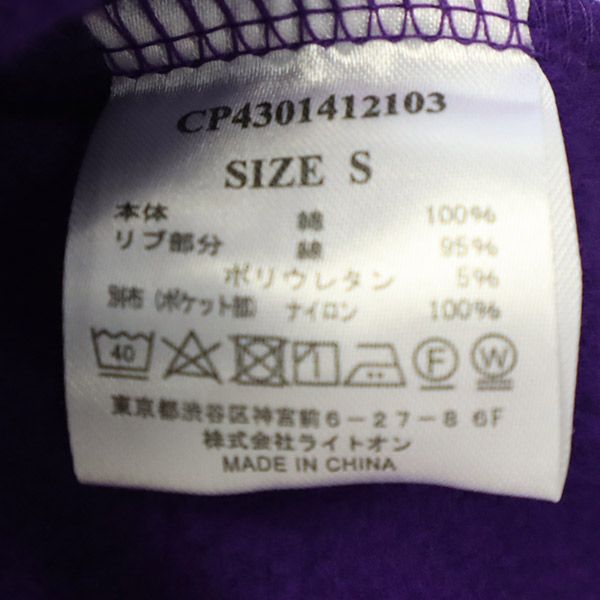 CP4301412103
SIZE S
本体 綿 100%
リブ部分 綿 95%
ポリウレタン 5%
別布(ポケット部) ナイロン 100%
40 F W
東京都渋谷区神宮前6-27-8 6F
株式会社ライトオン
MADE IN CHINA